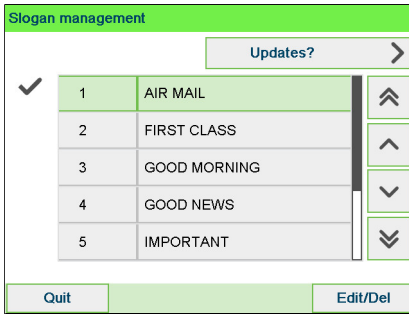 Slogan management
Updates?
1 AIR MAIL
2 FIRST CLASS
3 GOOD MORNING
4 GOOD NEWS
5 IMPORTANT
Quit Edit/Del